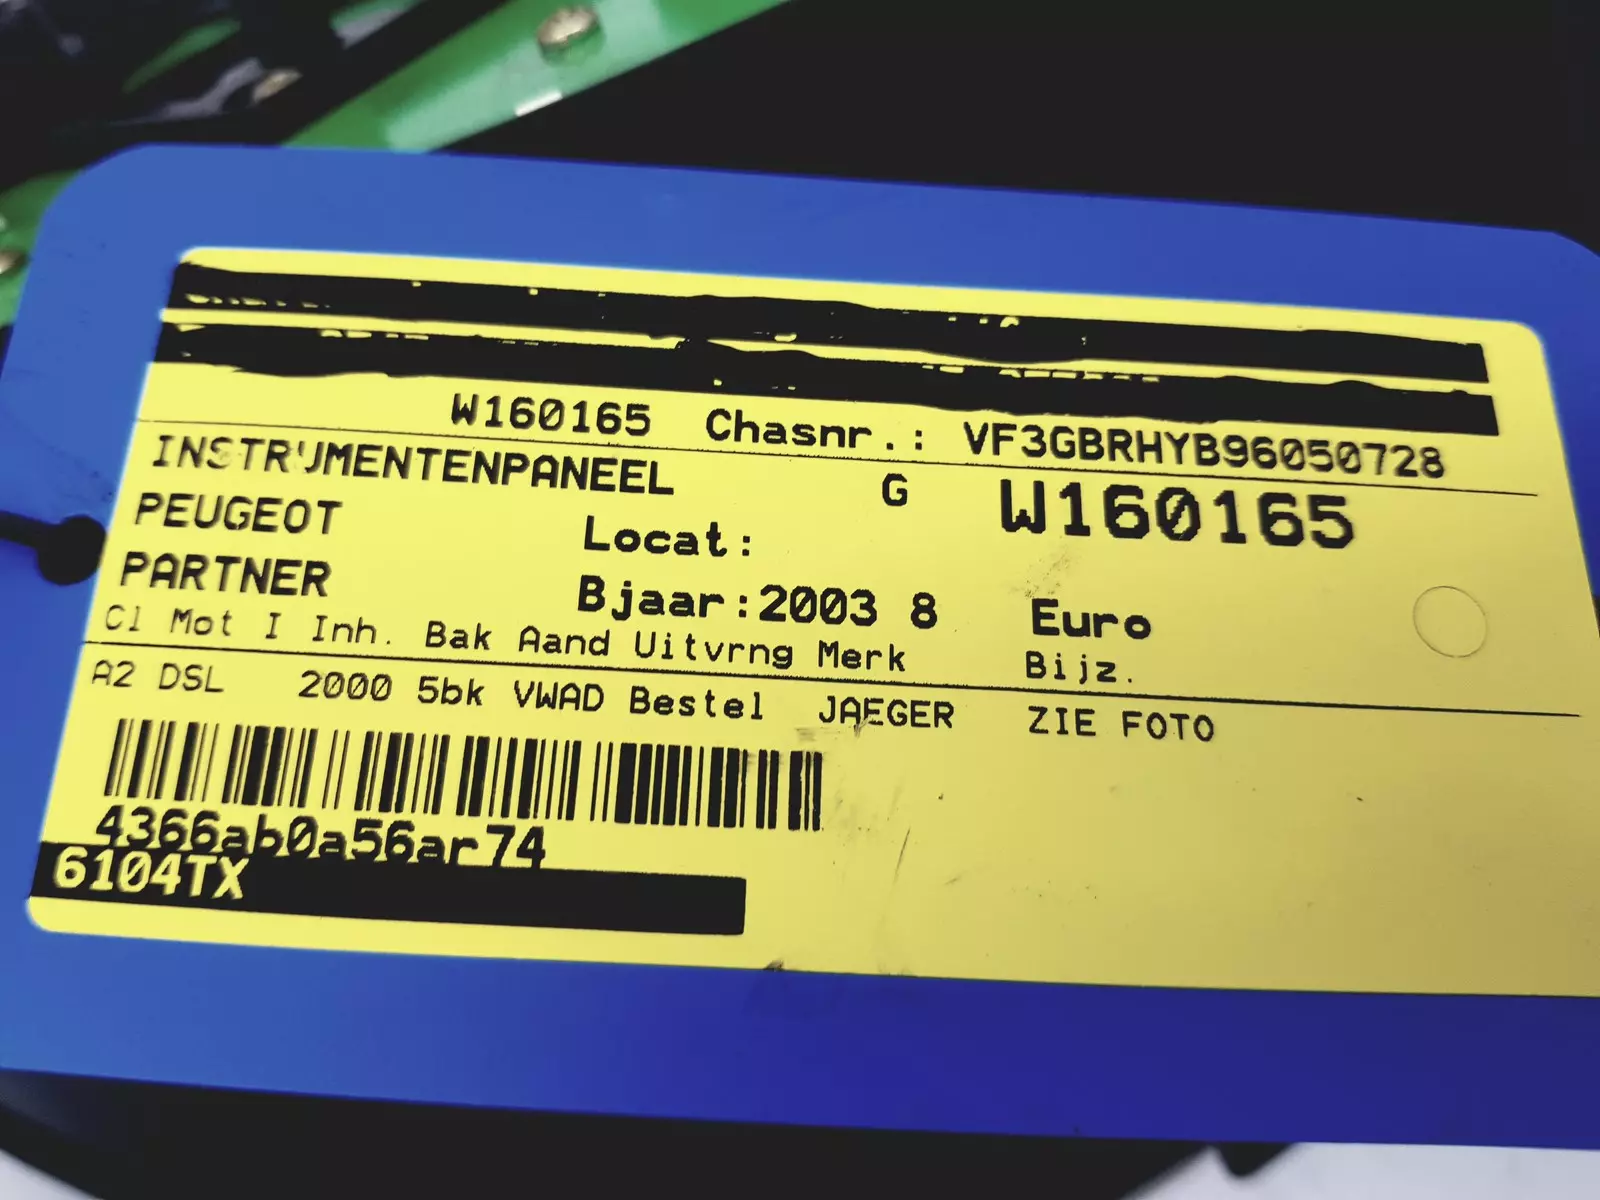 W160165 Chasnr.: VF3GBRHYB96050728
INSTRUMENTENPANEEL G W160165
PEUGEOT Locat:
PARTNER Bjaar:2003 8 Euro
Cl Mot I Inh. Bak Aand Uitvrng Merk Bijz.
A2 DSL 2000 5bk VWAD Bestel JAEGER ZIE FOTO
4366ab0a56ar74
6104TX